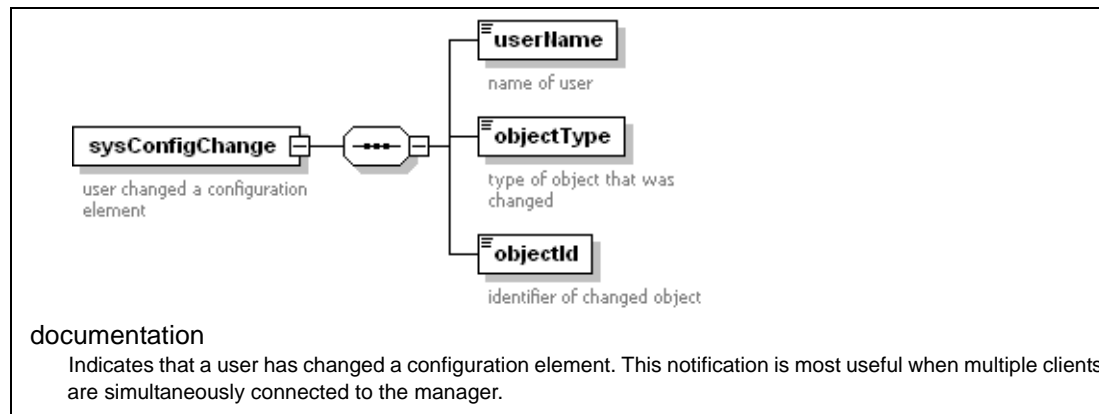 userName
name of user
objectType
type of object that was
changed
sysConfigChange
user changed a configuration
element
objectId
identifier of changed object
documentation
Indicates that a user has changed a configuration element. This notification is most useful when multiple clients
are simultaneously connected to the manager.